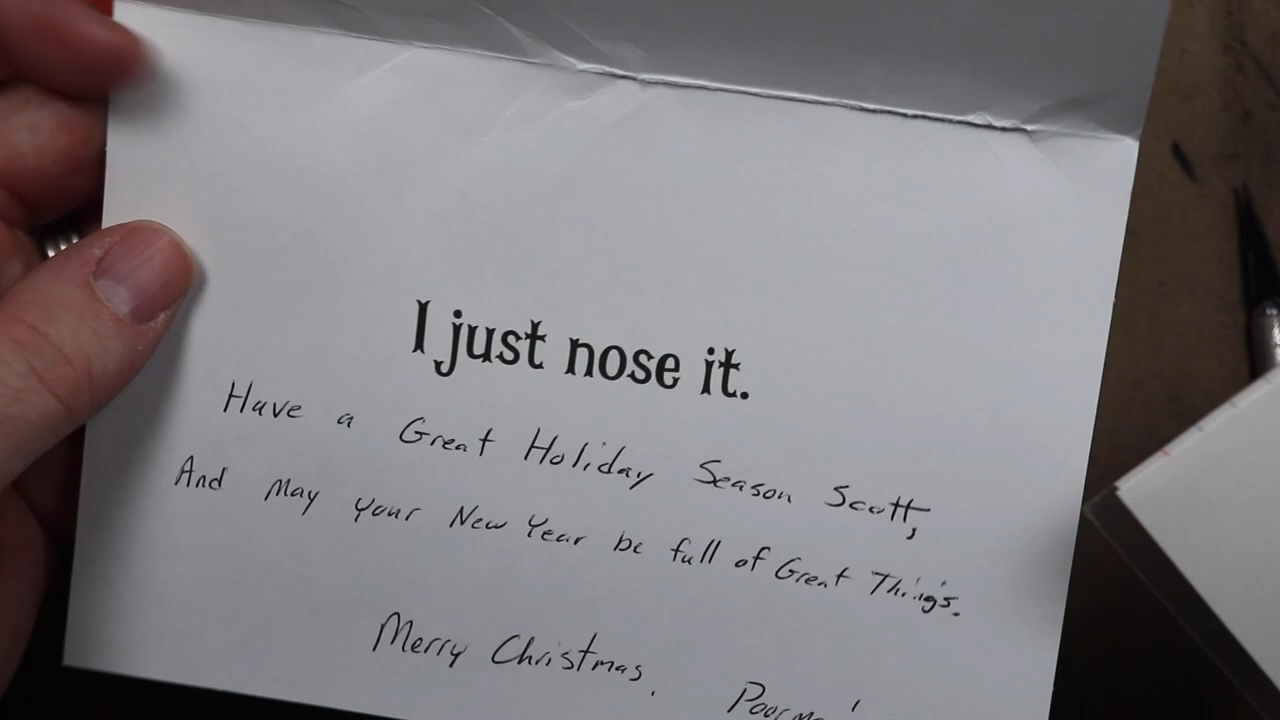 I just nose it.
Have a Great Holiday Season Scott,
And may your New Year be full of Great Things.
Merry Christmas.